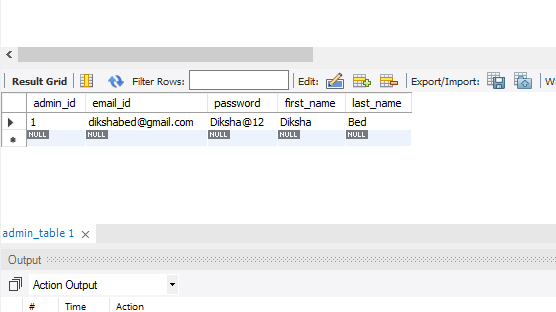 Result Grid Filter Rows: Edit: Export/Import:
admin_id email_id password first_name last_name
1 dikshabed@gmail.com Diksha@12 Diksha Bed
NULL NULL NULL NULL NULL
admin_table 1
Output
Action Output
# Time Action